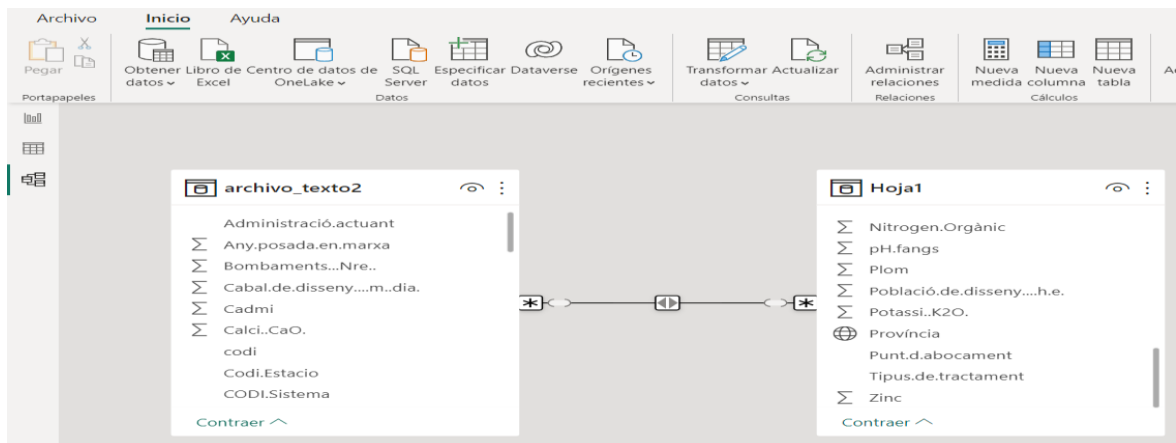 Archivo Inicio Ayuda
Pegar
Obtener datos
Libro de Excel
Centro de datos de OneLake
SQL Server
Especificar datos
Dataverse
Orígenes recientes
Transformar datos
Actualizar
Administrar relaciones
Nueva medida
Nueva columna
Nueva tabla
Portapapeles Datos Consultas Relaciones Cálculos
archivo_texto2
Administració.actuant
Any.posada.en.marxa
Bombaments...Nre..
Cabal.de.disseny....m..dia.
Cadmi
Calci..CaO.
codi
Codi.Estacio
CODI.Sistema
Contraer
Hoja1
Nitrogen.Orgànic
pH.fangs
Plom
Població.de.disseny....h.e.
Potassi..K2O.
Província
Punt.d.abocament
Tipus.de.tractament
Zinc
Contraer